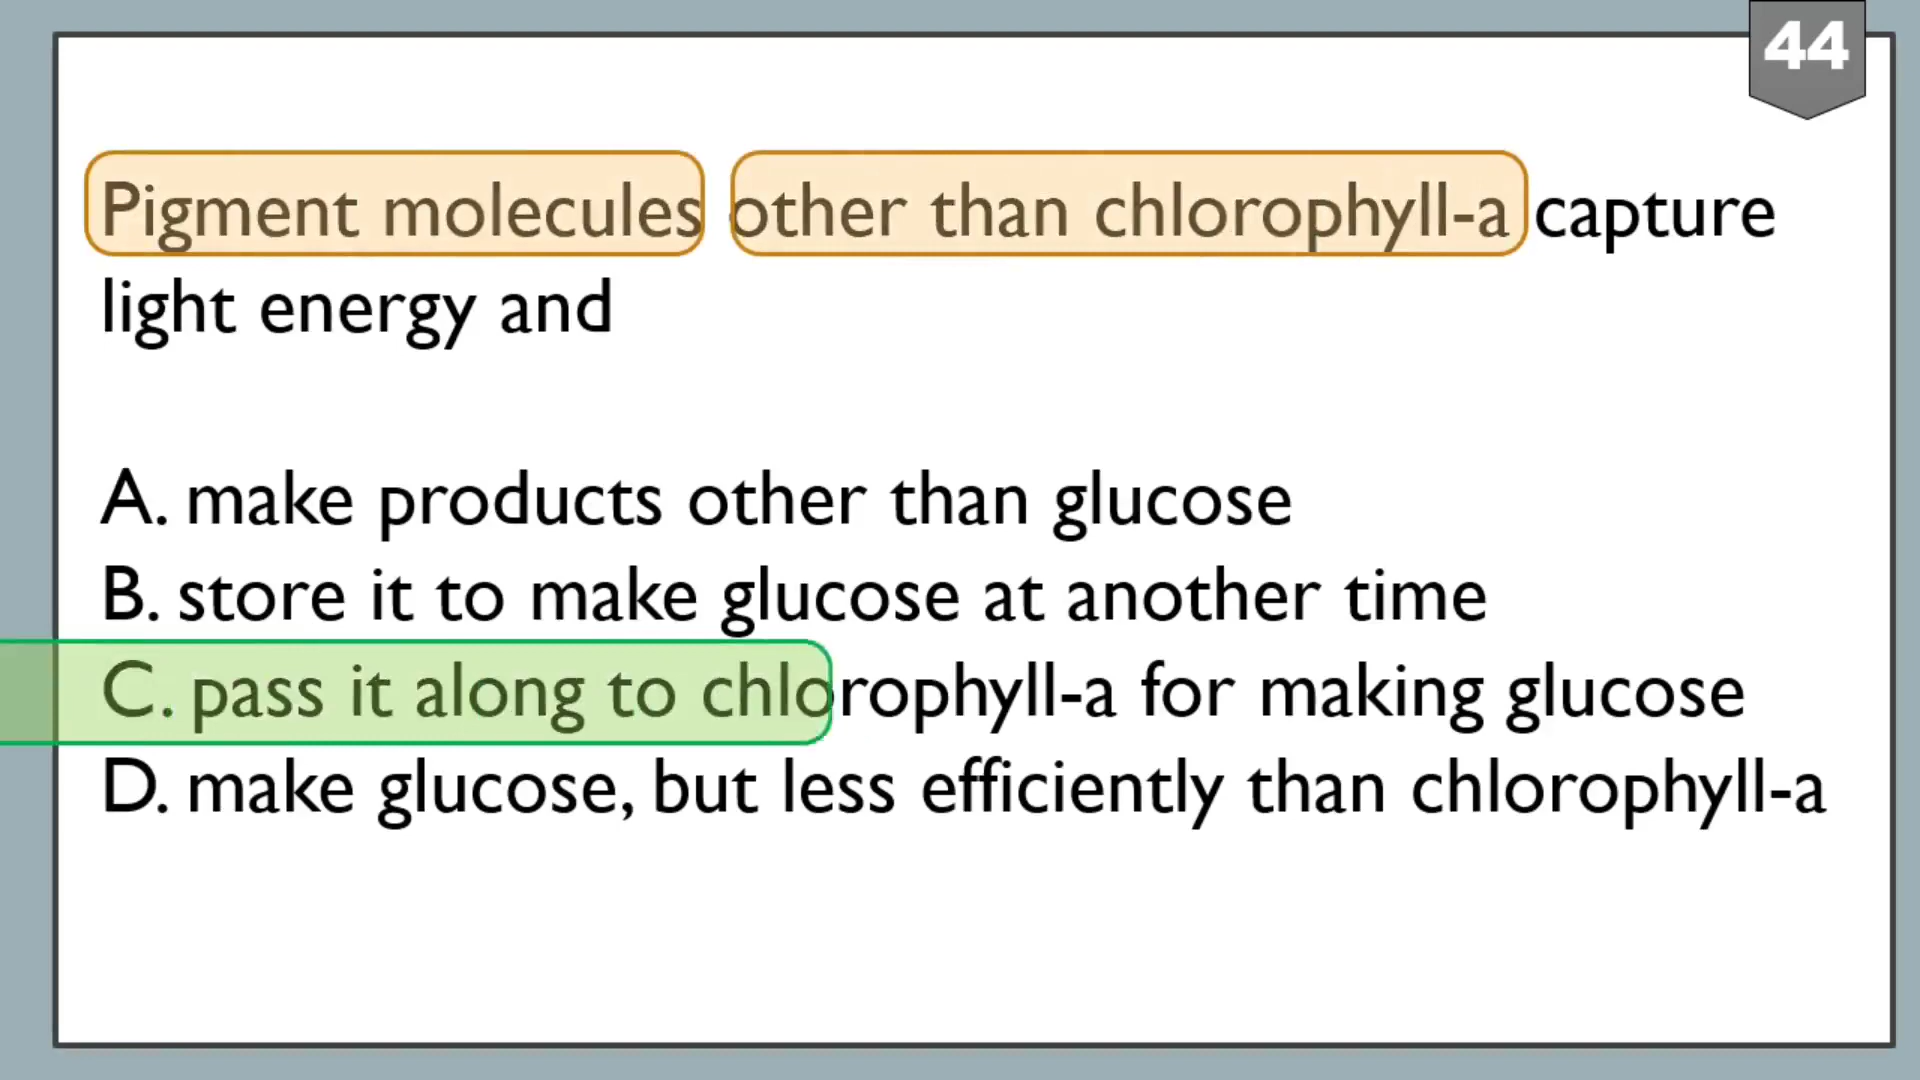 44
Pigment molecules other than chlorophyll-a capture
light energy and
A. make products other than glucose
B. store it to make glucose at another time
C. pass it along to chlorophyll-a for making glucose
D. make glucose, but less efficiently than chlorophyll-a